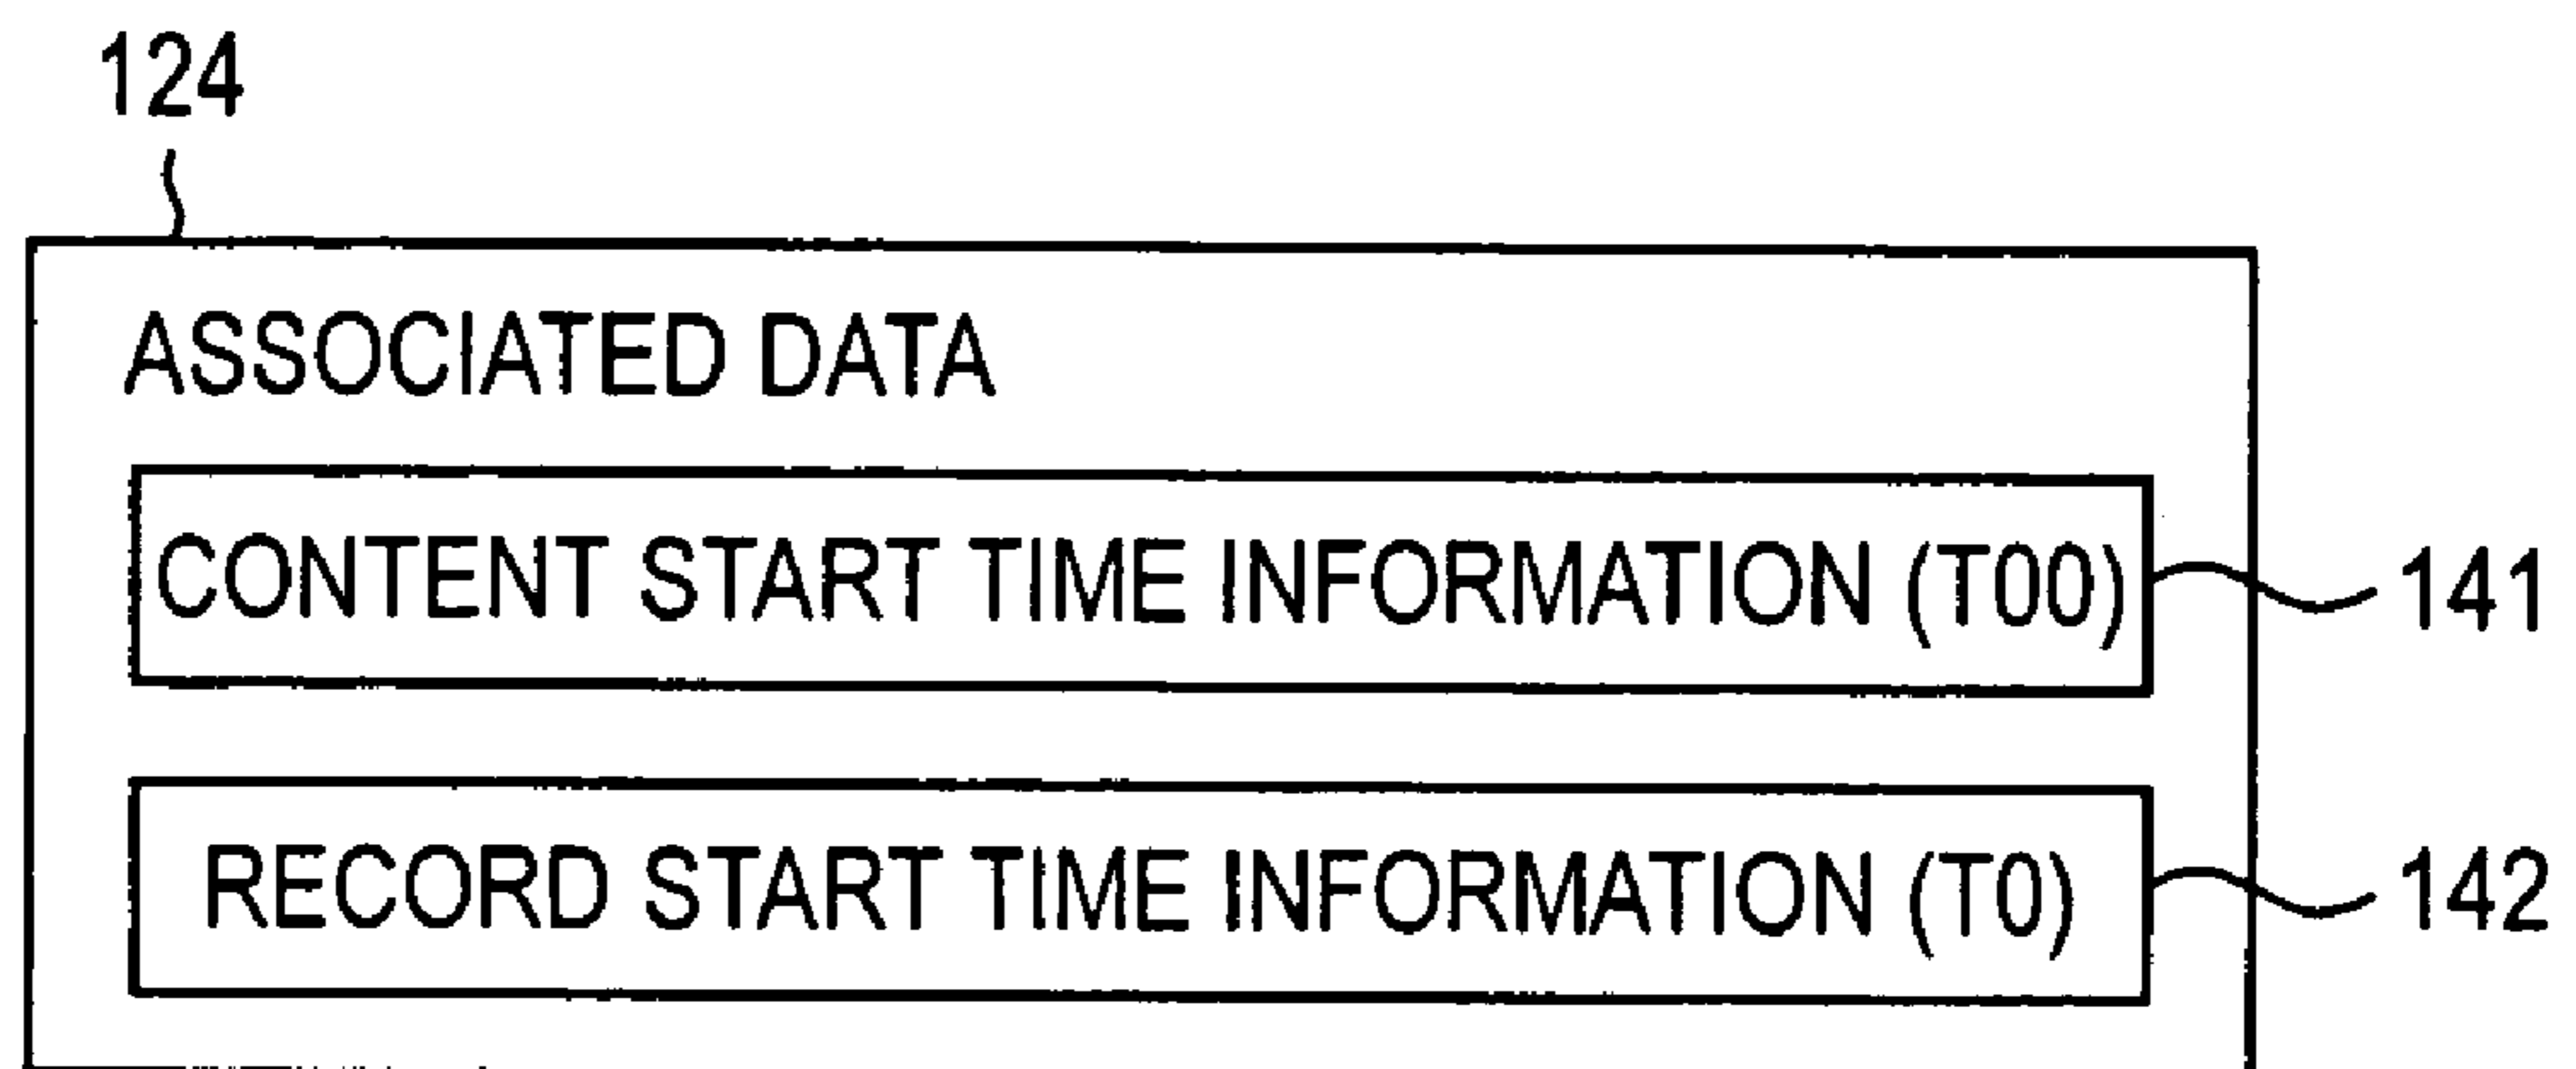 124
ASSOCIATED DATA
CONTENT START TIME INFORMATION (T00)
141
RECORD START TIME INFORMATION (T0)
142